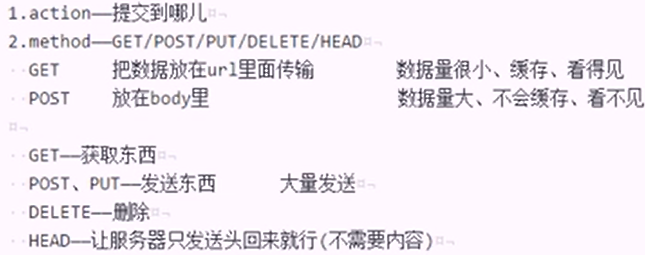 1.action——提交到哪儿
2.method——GET/POST/PUT/DELETE/HEAD
GET 把数据放在url里面传输 数据量很小、缓存、看得见
POST 放在body里 数据量大、不会缓存、看不见
GET——获取东西
POST、PUT——发送东西 大量发送
DELETE——删除
HEAD——让服务器只发送头回来就行(不需要内容)